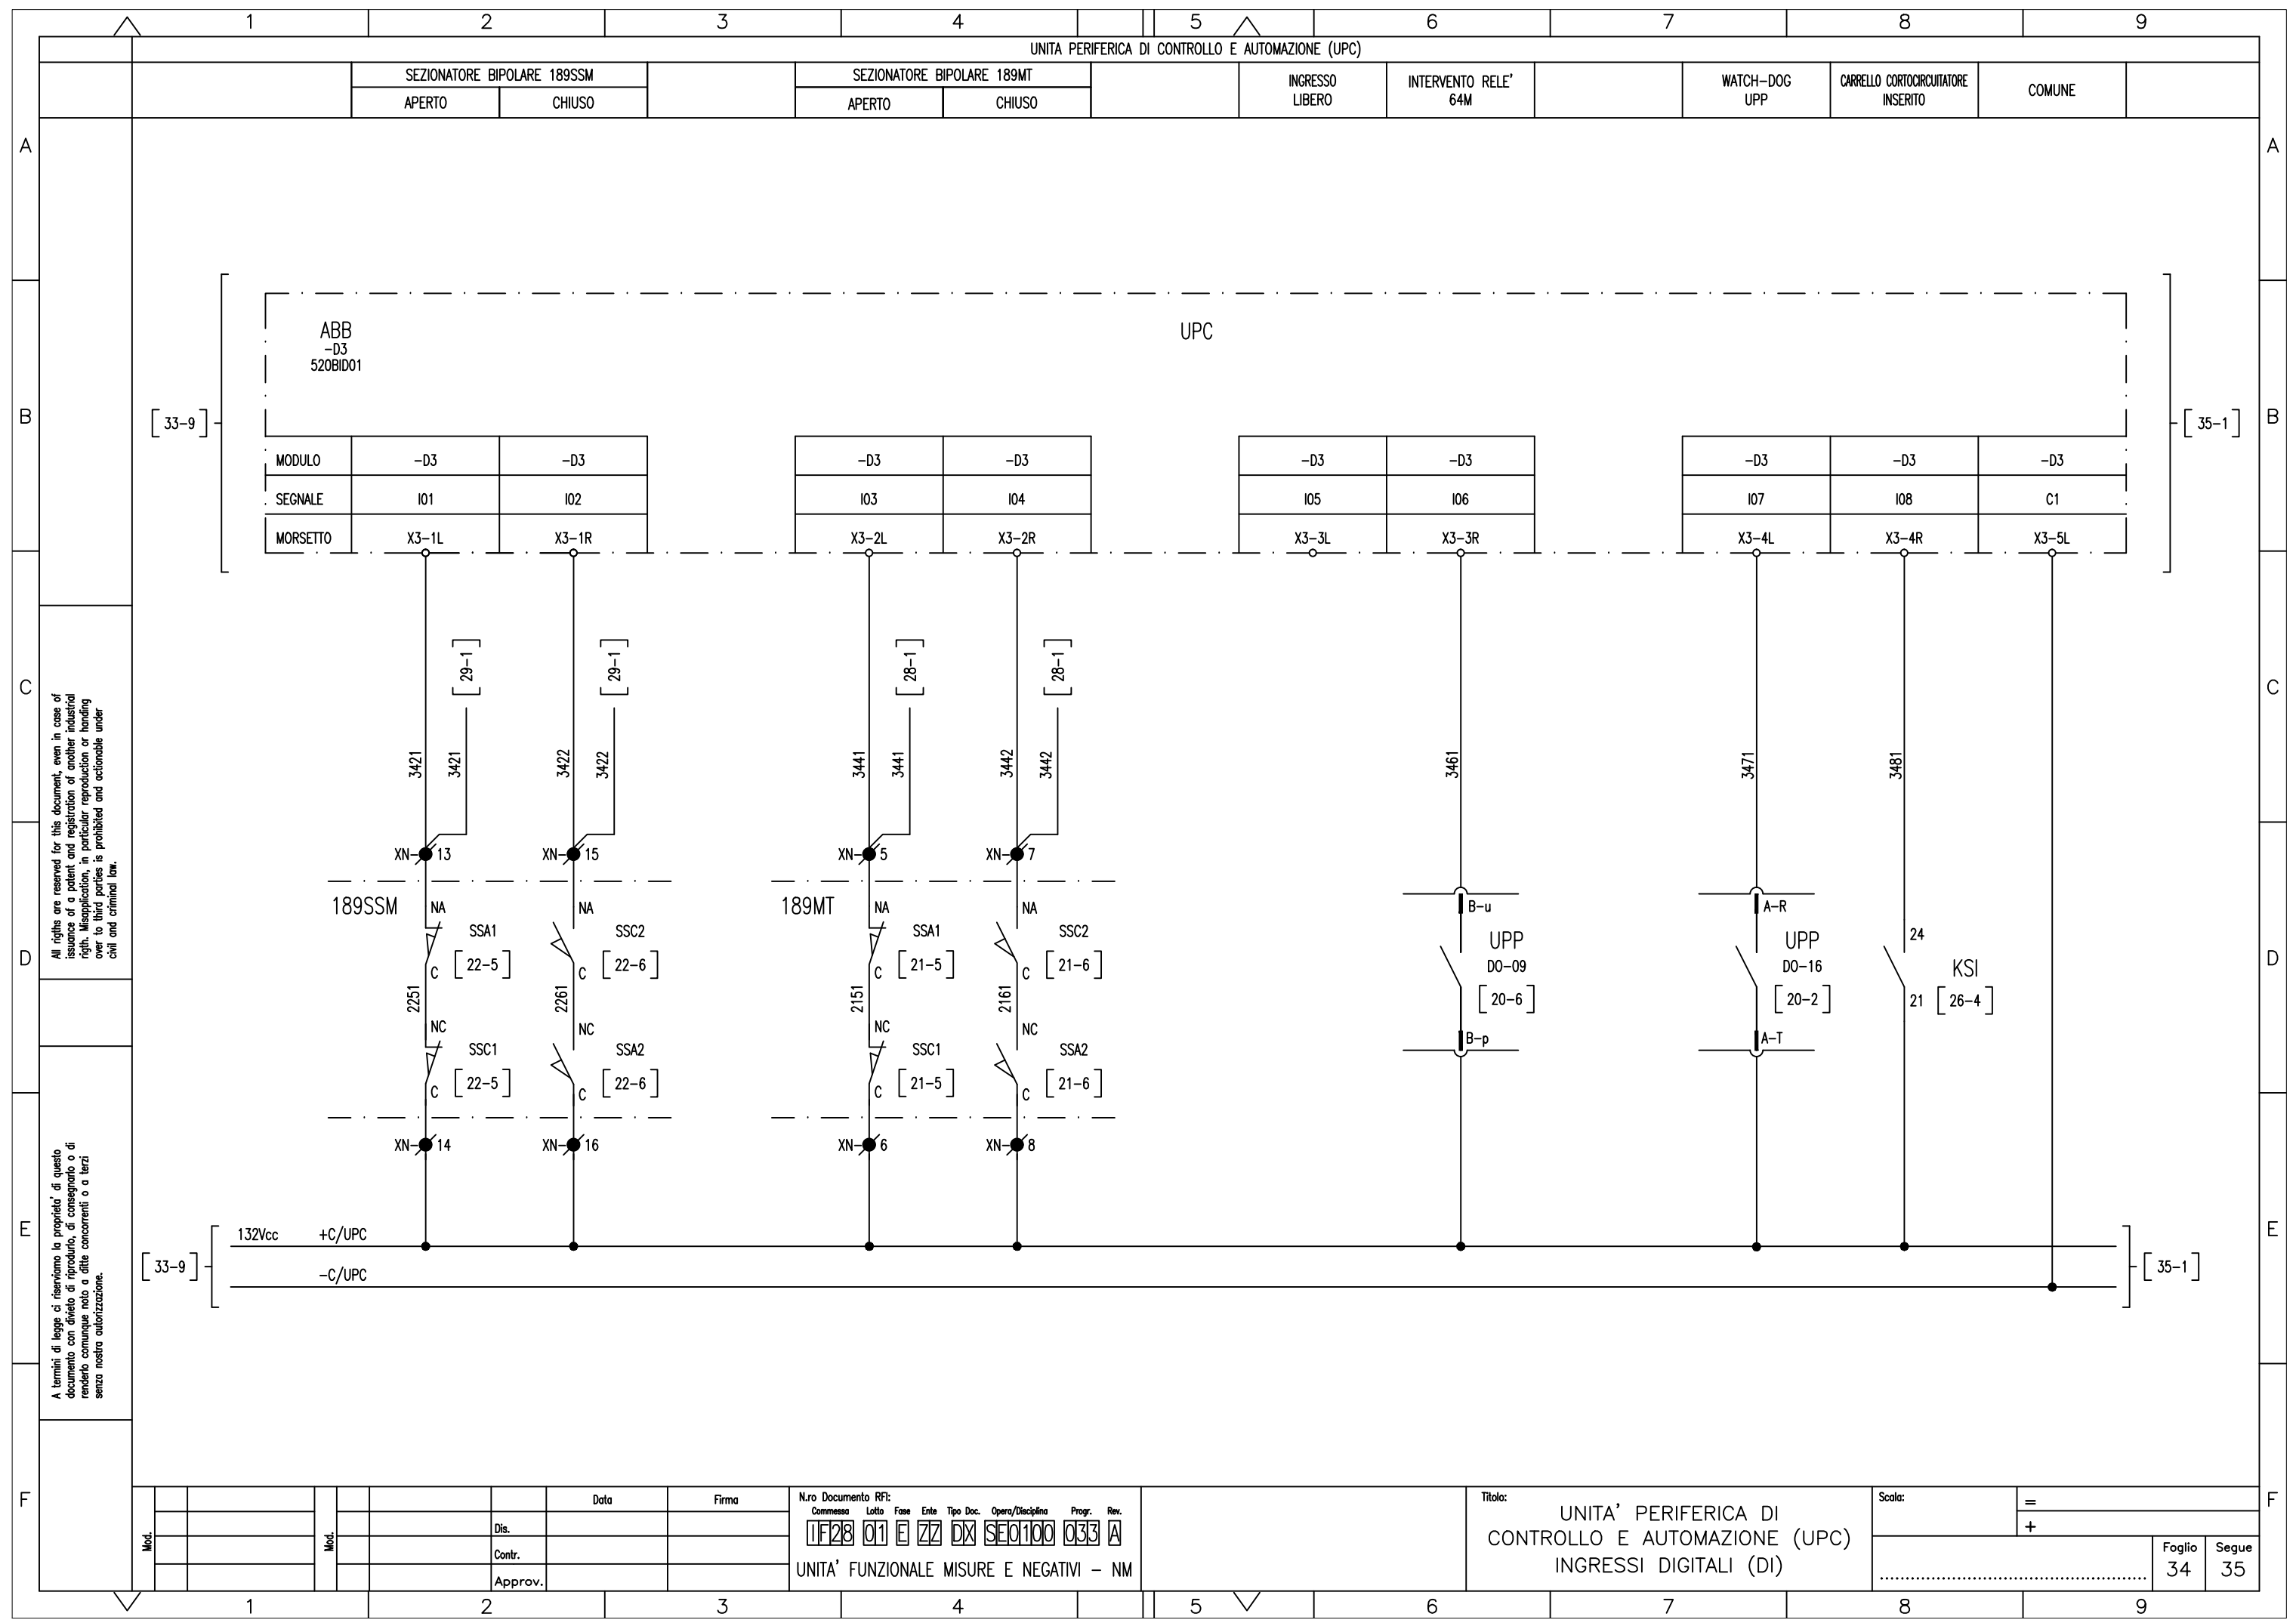 1 2 3 4 5 6 7 8 9
UNITA PERIFERICA DI CONTROLLO E AUTOMAZIONE (UPC)
SEZIONATORE BIPOLARE 189SSM
APERTO CHIUSO
SEZIONATORE BIPOLARE 189MT
APERTO CHIUSO
INGRESSO
LIBERO
INTERVENTO RELE'
64M
WATCH-DOG
UPP
CARRELLO CORTOCIRCUITATORE
INSERITO
COMUNE
A A
ABB
-D3
520BID01
UPC
B B
[33-9] [35-1]
MODULO -D3 -D3 -D3 -D3 -D3 -D3 -D3 -D3 -D3
SEGNALE I01 I02 I03 I04 I05 I06 I07 I08 C1
MORSETTO X3-1L X3-1R X3-2L X3-2R X3-3L X3-3R X3-4L X3-4R X3-5L
[29-1] [29-1] [28-1] [28-1]
C C
3421 3421 3422 3422 3441 3441 3442 3442 3461 3471 3481
XN- 13 XN- 15 XN- 5 XN- 7
189SSM NA NA 189MT NA NA B-u A-R
SSA1 SSC2 SSA1 SSC2 24
UPP UPP
D D
C [22-5] C [22-6] C [21-5] C [21-6] DO-09 DO-16 KSI
2251 2261 2151 2161 [20-6] [20-2] 21 [26-4]
NC NC NC NC B-p A-T
SSC1 SSA2 SSC1 SSA2
C [22-5] C [22-6] C [21-5] C [21-6]
XN- 14 XN- 16 XN- 6 XN- 8
E E
132Vcc +C/UPC
[33-9] [35-1]
-C/UPC
All rigths are reserved for this document, even in case of
issuance of a patent and registration of another industrial
rigth. Misapplication, in particular reproduction or handing
over to third parties is prohibited and actionable under
civil and criminal law.
A termini di legge ci riserviamo la proprieta' di questo
documento con divieto di riprodurlo, di consegnarlo o di
renderlo comunque noto a ditte concorrenti o a terzi
senza nostra autorizzazione.
F F
Mod. Mod.
Data Firma
Dis.
Contr.
Approv.
N.ro Documento RFI:
Commessa Lotto Fase Ente Tipo Doc. Opera/Disciplina Progr. Rev.
IF28 01 E ZZ DX SE0100 033 A
UNITA' FUNZIONALE MISURE E NEGATIVI - NM
Titolo:
UNITA' PERIFERICA DI
CONTROLLO E AUTOMAZIONE (UPC)
INGRESSI DIGITALI (DI)
Scala:
=
+
Foglio Segue
34 35
1 2 3 4 5 6 7 8 9